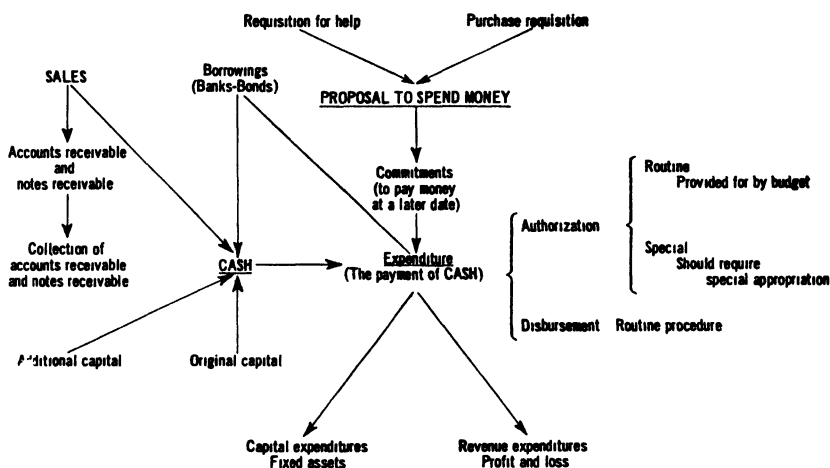 Requisition for help
Purchase requisition
SALES
Borrowings
(Banks-Bonds)
PROPOSAL TO SPEND MONEY
Accounts receivable
and
notes receivable
Commitments
(to pay money
at a later date)
Routine
Provided for by budget
Authorization
Collection of
accounts receivable
and notes receivable
CASH
Expenditure
(The payment of CASH)
Special
Should require
special appropriation
Disbursement Routine procedure
Additional capital
Original capital
Capital expenditures
Fixed assets
Revenue expenditures
Profit and loss